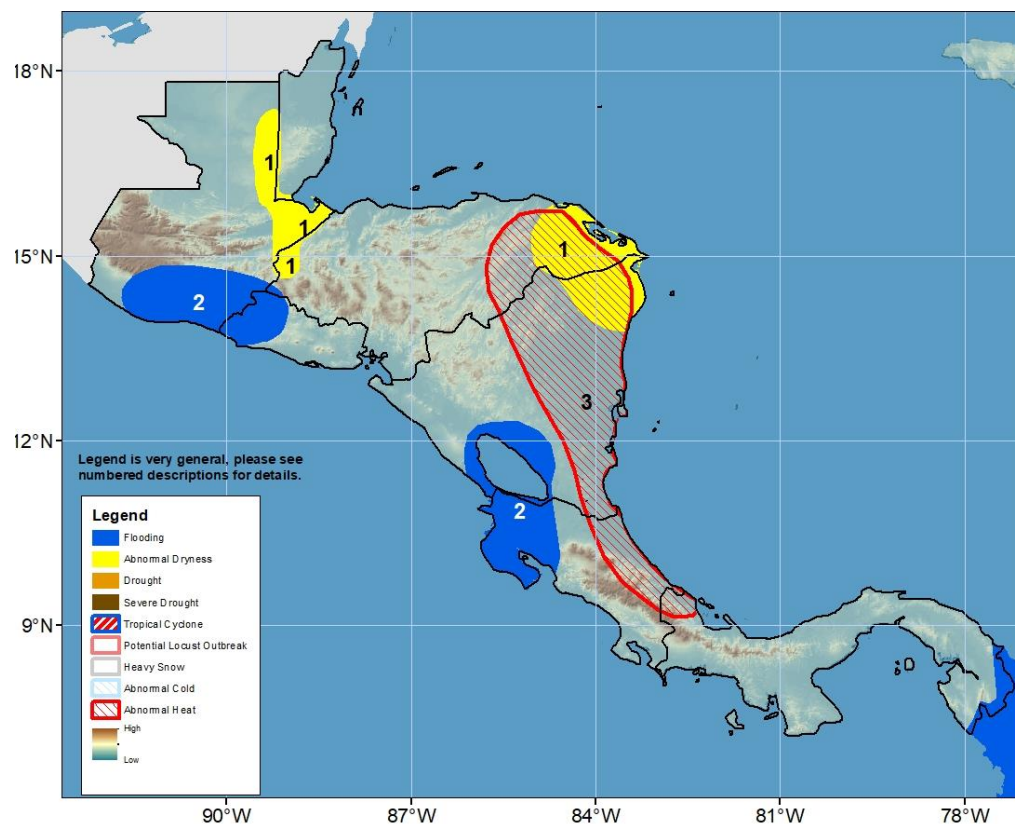 18°N
1
1
15°N
1
1
2
3
12°N
Legend is very general, please see
numbered descriptions for details.
2
Legend
Flooding
Abnormal Dryness
Drought
Severe Drought
9°N
Tropical Cyclone
Potential Locust Outbreak
Heavy Snow
Abnormal Cold
Abnormal Heat
High
Low
90°W
87°W
84°W
81°W
78°W